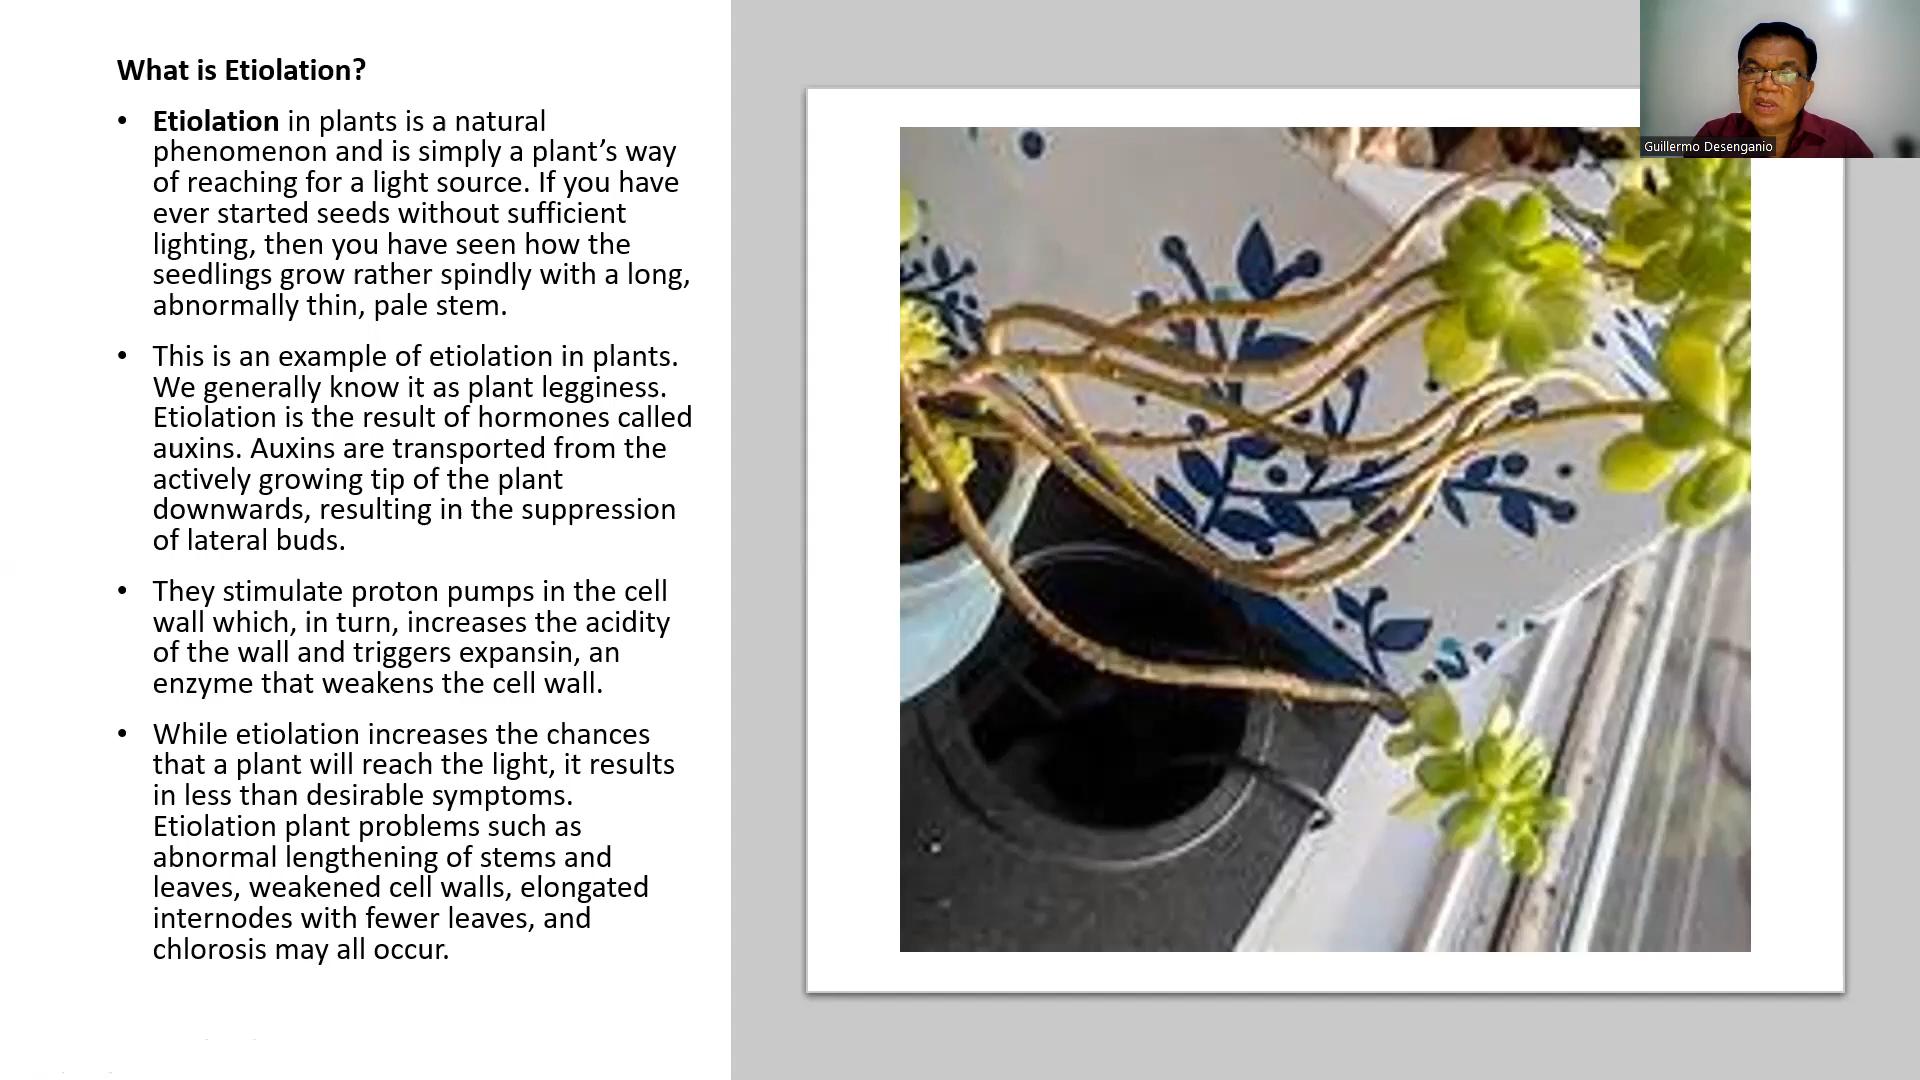 What is Etiolation?
• Etiolation in plants is a natural
phenomenon and is simply a plant’s way
of reaching for a light source. If you have
ever started seeds without sufficient
lighting, then you have seen how the
seedlings grow rather spindly with a long,
abnormally thin, pale stem.
• This is an example of etiolation in plants.
We generally know it as plant legginess.
Etiolation is the result of hormones called
auxins. Auxins are transported from the
actively growing tip of the plant
downwards, resulting in the suppression
of lateral buds.
• They stimulate proton pumps in the cell
wall which, in turn, increases the acidity
of the wall and triggers expansin, an
enzyme that weakens the cell wall.
• While etiolation increases the chances
that a plant will reach the light, it results
in less than desirable symptoms.
Etiolation plant problems such as
abnormal lengthening of stems and
leaves, weakened cell walls, elongated
internodes with fewer leaves, and
chlorosis may all occur.
Guillermo Desenganio